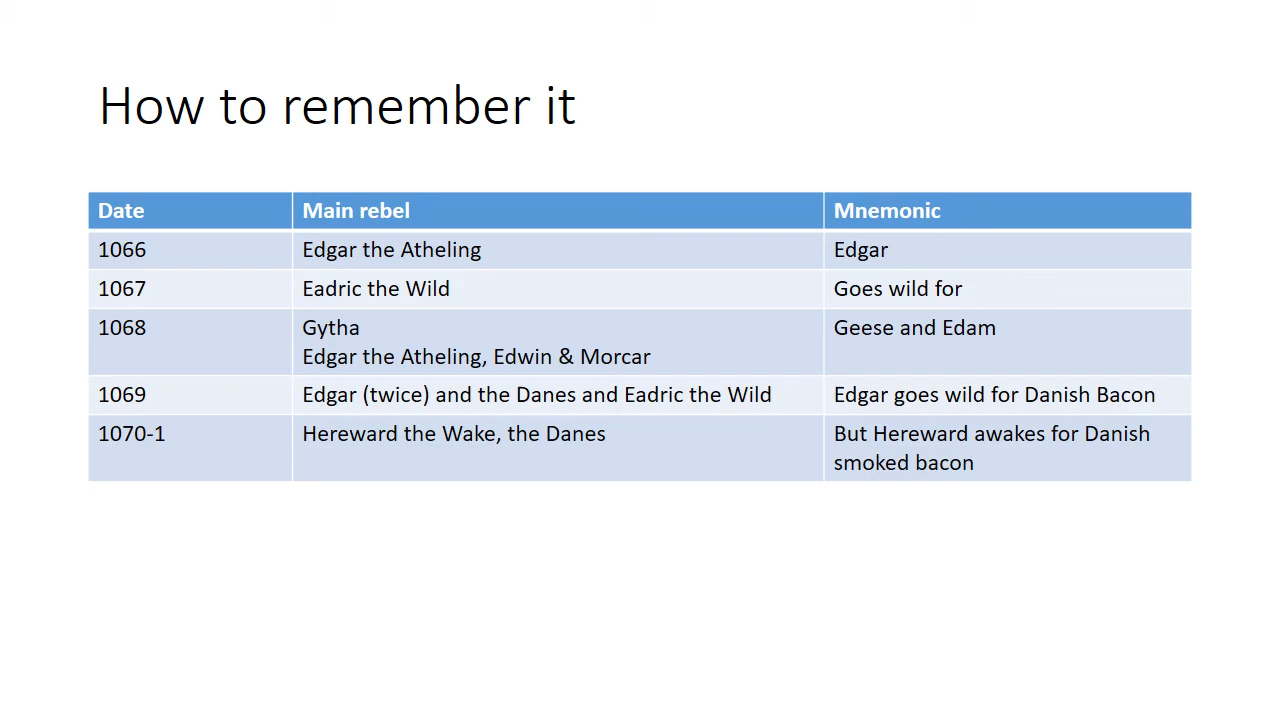 How to remember it
Date Main rebel Mnemonic
1066 Edgar the Atheling Edgar
1067 Eadric the Wild Goes wild for
1068 Gytha Geese and Edam
Edgar the Atheling, Edwin & Morcar
1069 Edgar (twice) and the Danes and Eadric the Wild Edgar goes wild for Danish Bacon
1070-1 Hereward the Wake, the Danes But Hereward awakes for Danish
smoked bacon